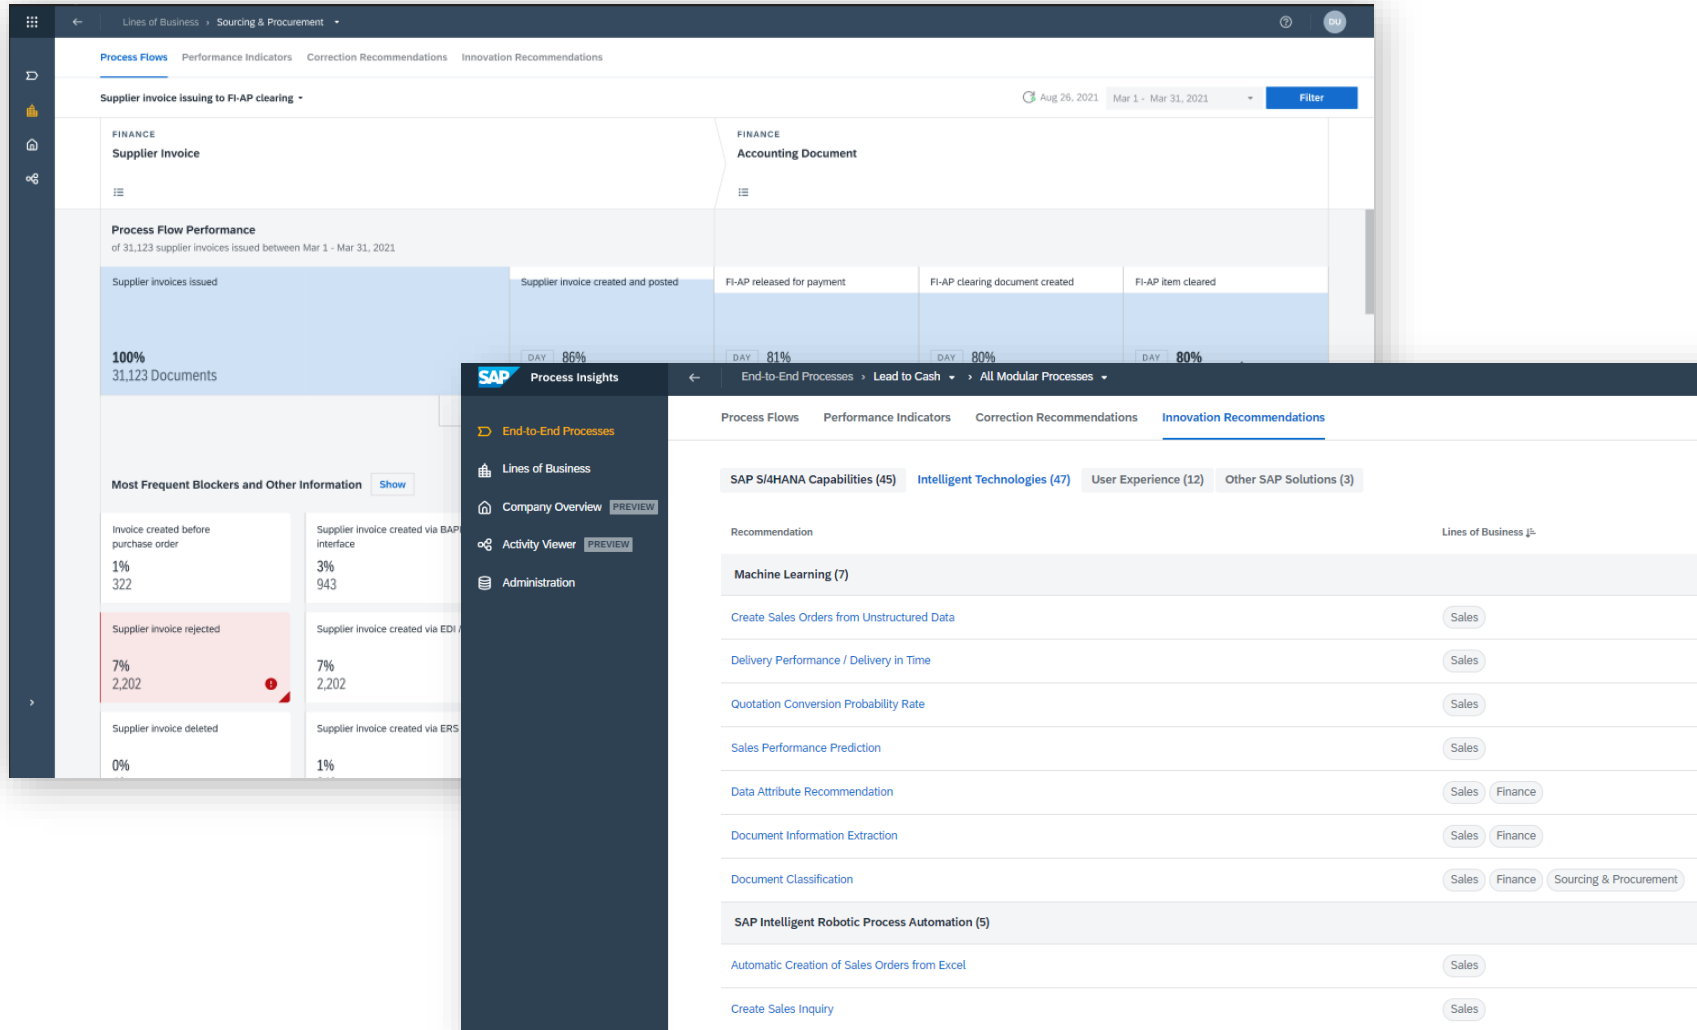 Lines of Business › Sourcing & Procurement
DU
Process Flows Performance Indicators Correction Recommendations Innovation Recommendations
Supplier invoice issuing to FI-AP clearing
Aug 26, 2021 Mar 1 - Mar 31, 2021 Filter
FINANCE
Supplier Invoice
FINANCE
Accounting Document
Process Flow Performance
of 31,123 supplier invoices issued between Mar 1 - Mar 31, 2021
Supplier invoices issued
100%
31,123 Documents
Supplier invoice created and posted
DAY 86%
FI-AP released for payment
DAY 81%
FI-AP clearing document created
DAY 80%
FI-AP item cleared
DAY 80%
Most Frequent Blockers and Other Information Show
Invoice created before
purchase order
1%
322
Supplier invoice created via BAPI
interface
3%
943
Supplier invoice rejected
7%
2,202
Supplier invoice created via EDI /
7%
2,202
Supplier invoice deleted
0%
Supplier invoice created via ERS
1%
SAP Process Insights
End-to-End Processes
Lines of Business
Company Overview PREVIEW
Activity Viewer PREVIEW
Administration
End-to-End Processes › Lead to Cash › All Modular Processes
Process Flows Performance Indicators Correction Recommendations Innovation Recommendations
SAP S/4HANA Capabilities (45) Intelligent Technologies (47) User Experience (12) Other SAP Solutions (3)
Recommendation Lines of Business
Machine Learning (7)
Create Sales Orders from Unstructured Data Sales
Delivery Performance / Delivery in Time Sales
Quotation Conversion Probability Rate Sales
Sales Performance Prediction Sales
Data Attribute Recommendation Sales Finance
Document Information Extraction Sales Finance
Document Classification Sales Finance Sourcing & Procurement
SAP Intelligent Robotic Process Automation (5)
Automatic Creation of Sales Orders from Excel Sales
Create Sales Inquiry Sales